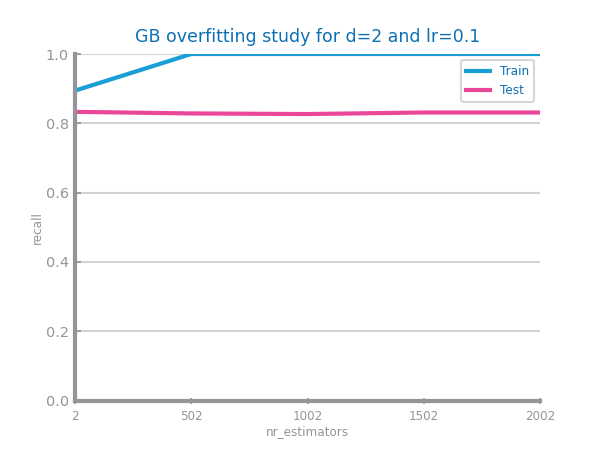 GB overfitting study for d=2 and lr=0.1
1.0
Train
Test
0.8
0.6
recall
0.4
0.2
0.0
2 502 1002 1502 2002
nr_estimators